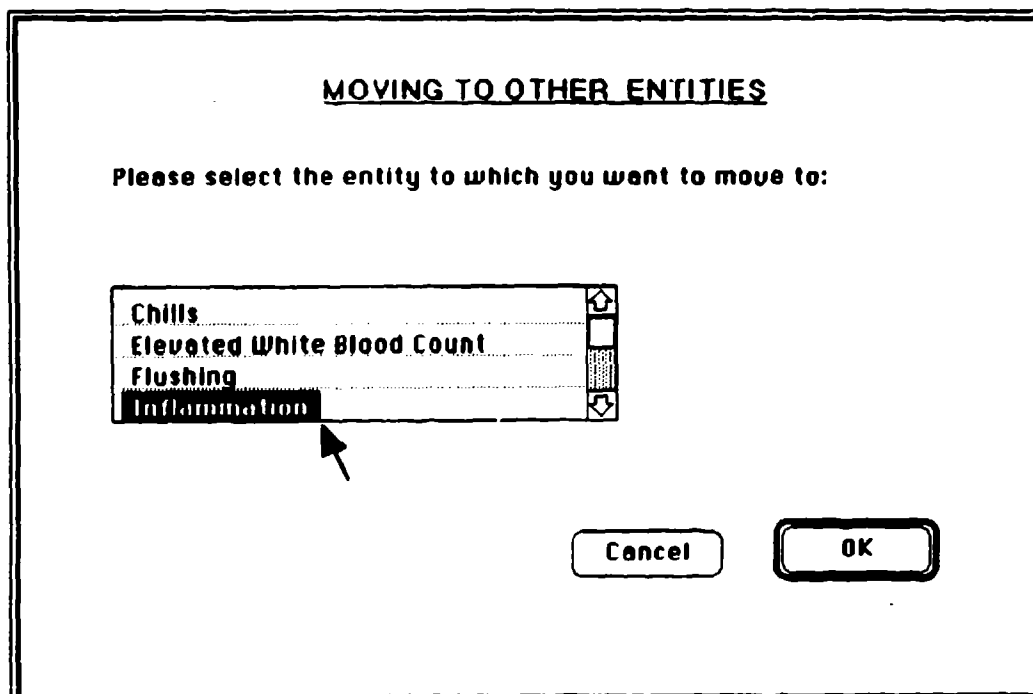 MOVING TO OTHER ENTITIES
Please select the entity to which you want to move to:
Chills
Elevated White Blood Count
Flushing
Inflammation
Cancel
OK